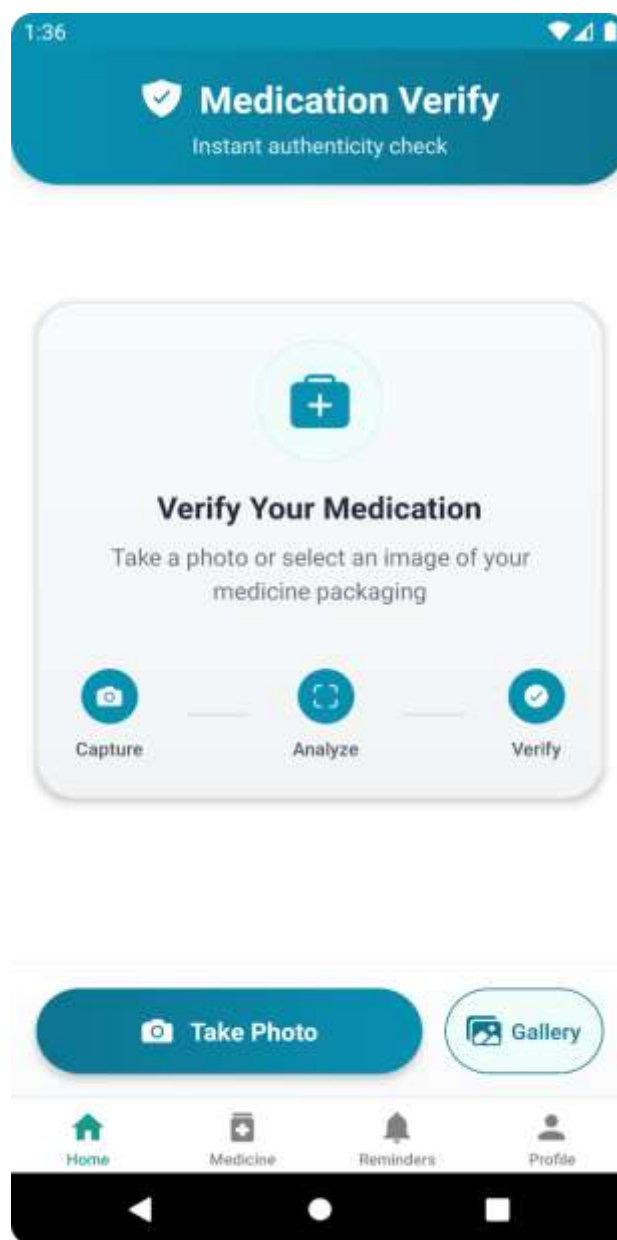 1:36
Medication Verify
Instant authenticity check
Verify Your Medication
Take a photo or select an image of your
medicine packaging
Capture
Analyze
Verify
Take Photo
Gallery
Home
Medicine
Reminders
Profile